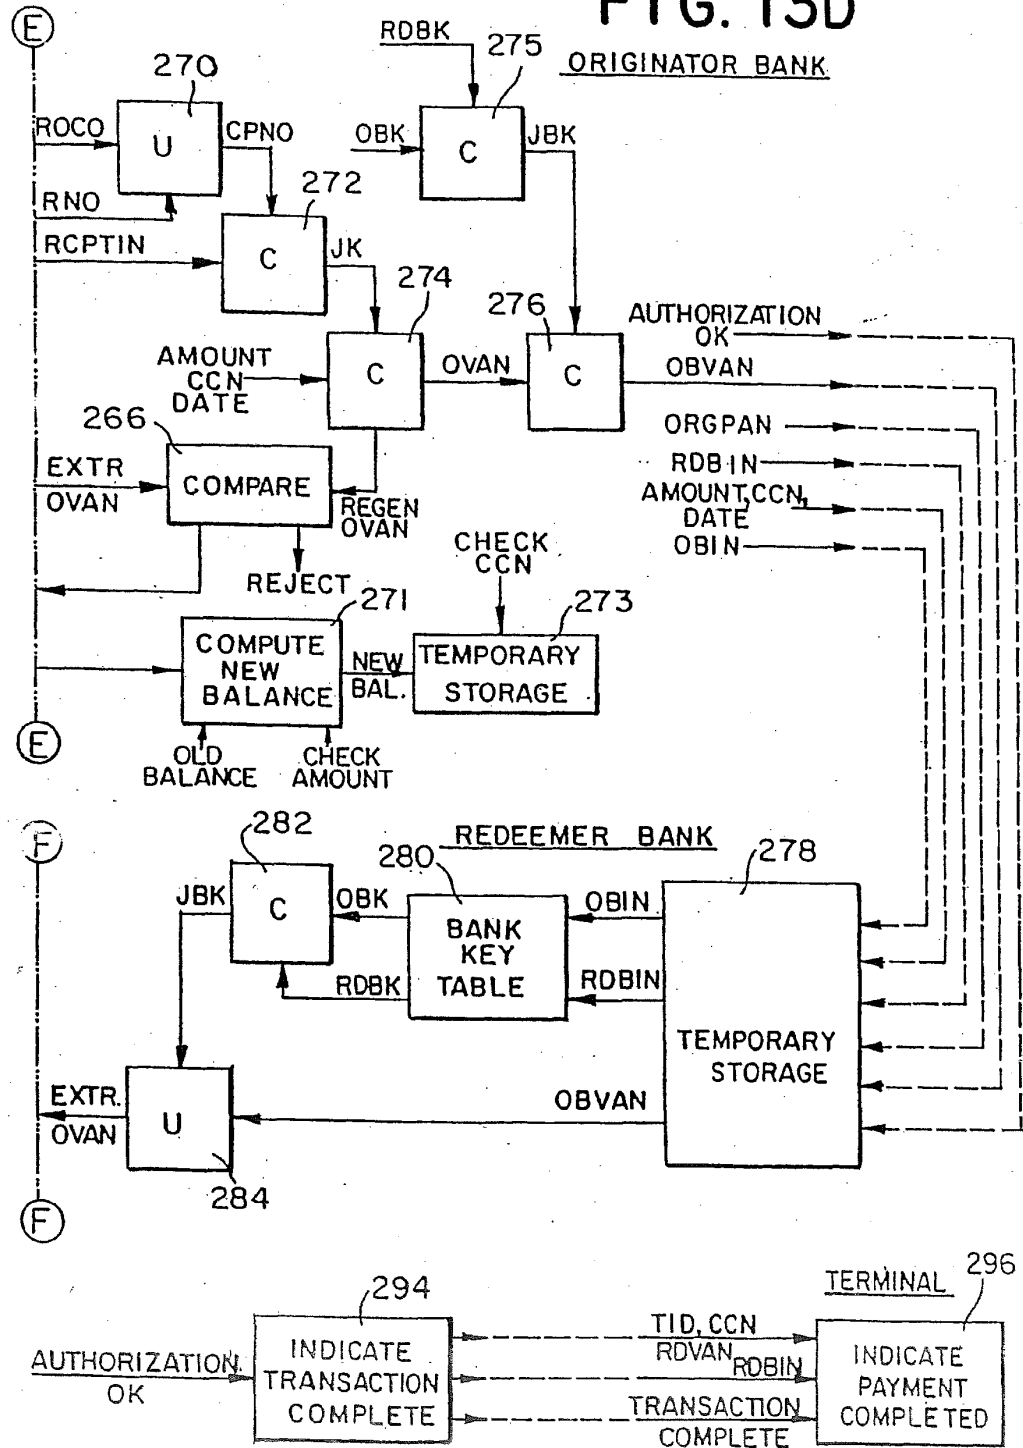 FIG. 13D
E
RDBK
275
ORIGINATOR BANK
270
ROCO
U
CPNO
OBK
C
JBK
272
RNO
RCPTIN
C
JK
274
276
AUTHORIZATION
OK
AMOUNT
CCN
DATE
C
OVAN
C
OBVAN
266
ORGPAN
EXTR
OVAN
COMPARE
REGEN
OVAN
RDBIN
AMOUNT, CCN,
DATE
OBIN
CHECK
CCN
REJECT
271
273
COMPUTE
NEW
BALANCE
NEW
BAL.
TEMPORARY
STORAGE
E
OLD
BALANCE
CHECK
AMOUNT
F
282
REDEEMER BANK
280
278
JBK
C
OBK
BANK
KEY
TABLE
OBIN
RDBK
RDBIN
TEMPORARY
STORAGE
EXTR.
OVAN
U
OBVAN
284
F
294
TERMINAL
296
AUTHORIZATION
OK
INDICATE
TRANSACTION
COMPLETE
TID, CCN
RDVAN
RDBIN
TRANSACTION
COMPLETE
INDICATE
PAYMENT
COMPLETED